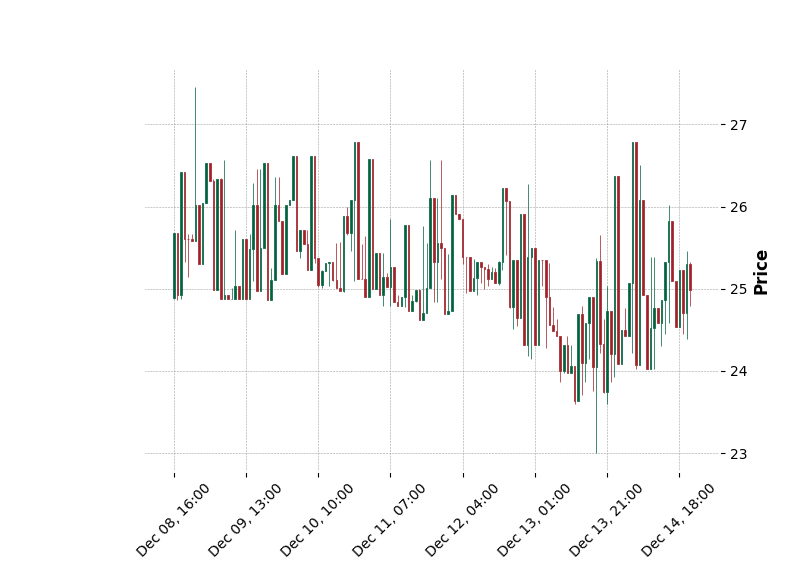 27
26
25
24
23
Price
Dec 08, 16:00
Dec 09, 13:00
Dec 10, 10:00
Dec 11, 07:00
Dec 12, 04:00
Dec 13, 01:00
Dec 13, 21:00
Dec 14, 18:00